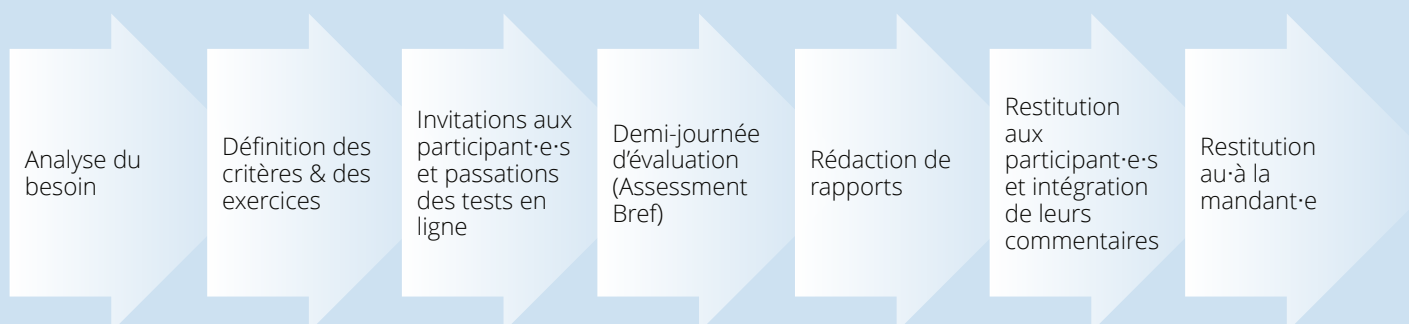 Analyse du
besoin
Définition des
critères & des
exercices
Invitations aux
participant·e·s
et passations
des tests en
ligne
Demi-journée
d'évaluation
(Assessment
Bref)
Rédaction de
rapports
Restitution
aux
participant·e·s
et intégration
de leurs
commentaires
Restitution
au·à la
mandant·e